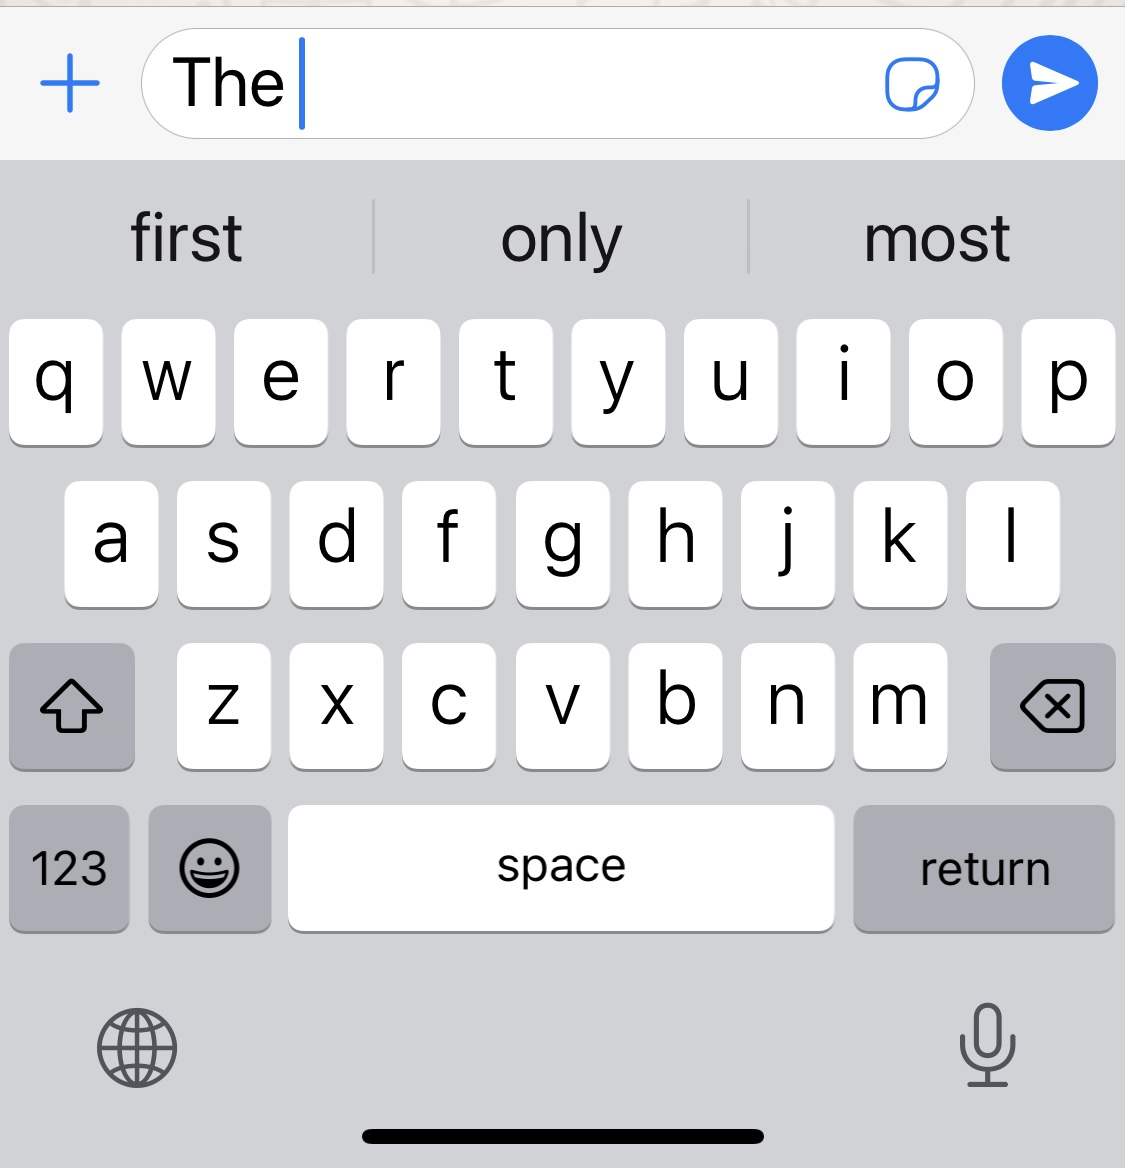 The
first only most
q w e r t y u i o p
a s d f g h j k l
z x c v b n m
123 space return